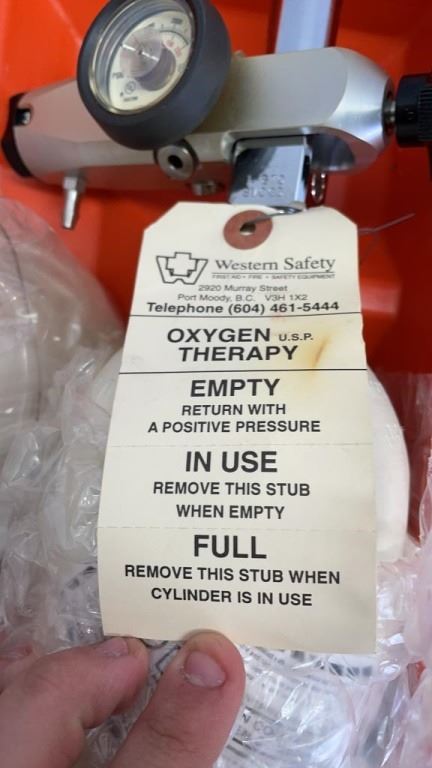 Western Safety
FIRST AID • FIRE • SAFETY EQUIPMENT
2920 Murray Street
Port Moody, B.C. V3H 1X2
Telephone (604) 461-5444
OXYGEN U.S.P.
THERAPY
EMPTY
RETURN WITH
A POSITIVE PRESSURE
IN USE
REMOVE THIS STUB
WHEN EMPTY
FULL
REMOVE THIS STUB WHEN
CYLINDER IS IN USE